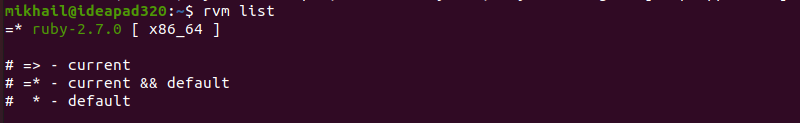 mikhail@ideapad320:~$ rvm list
=* ruby-2.7.0 [ x86_64 ]
# => - current
# =* - current && default
#  * - default